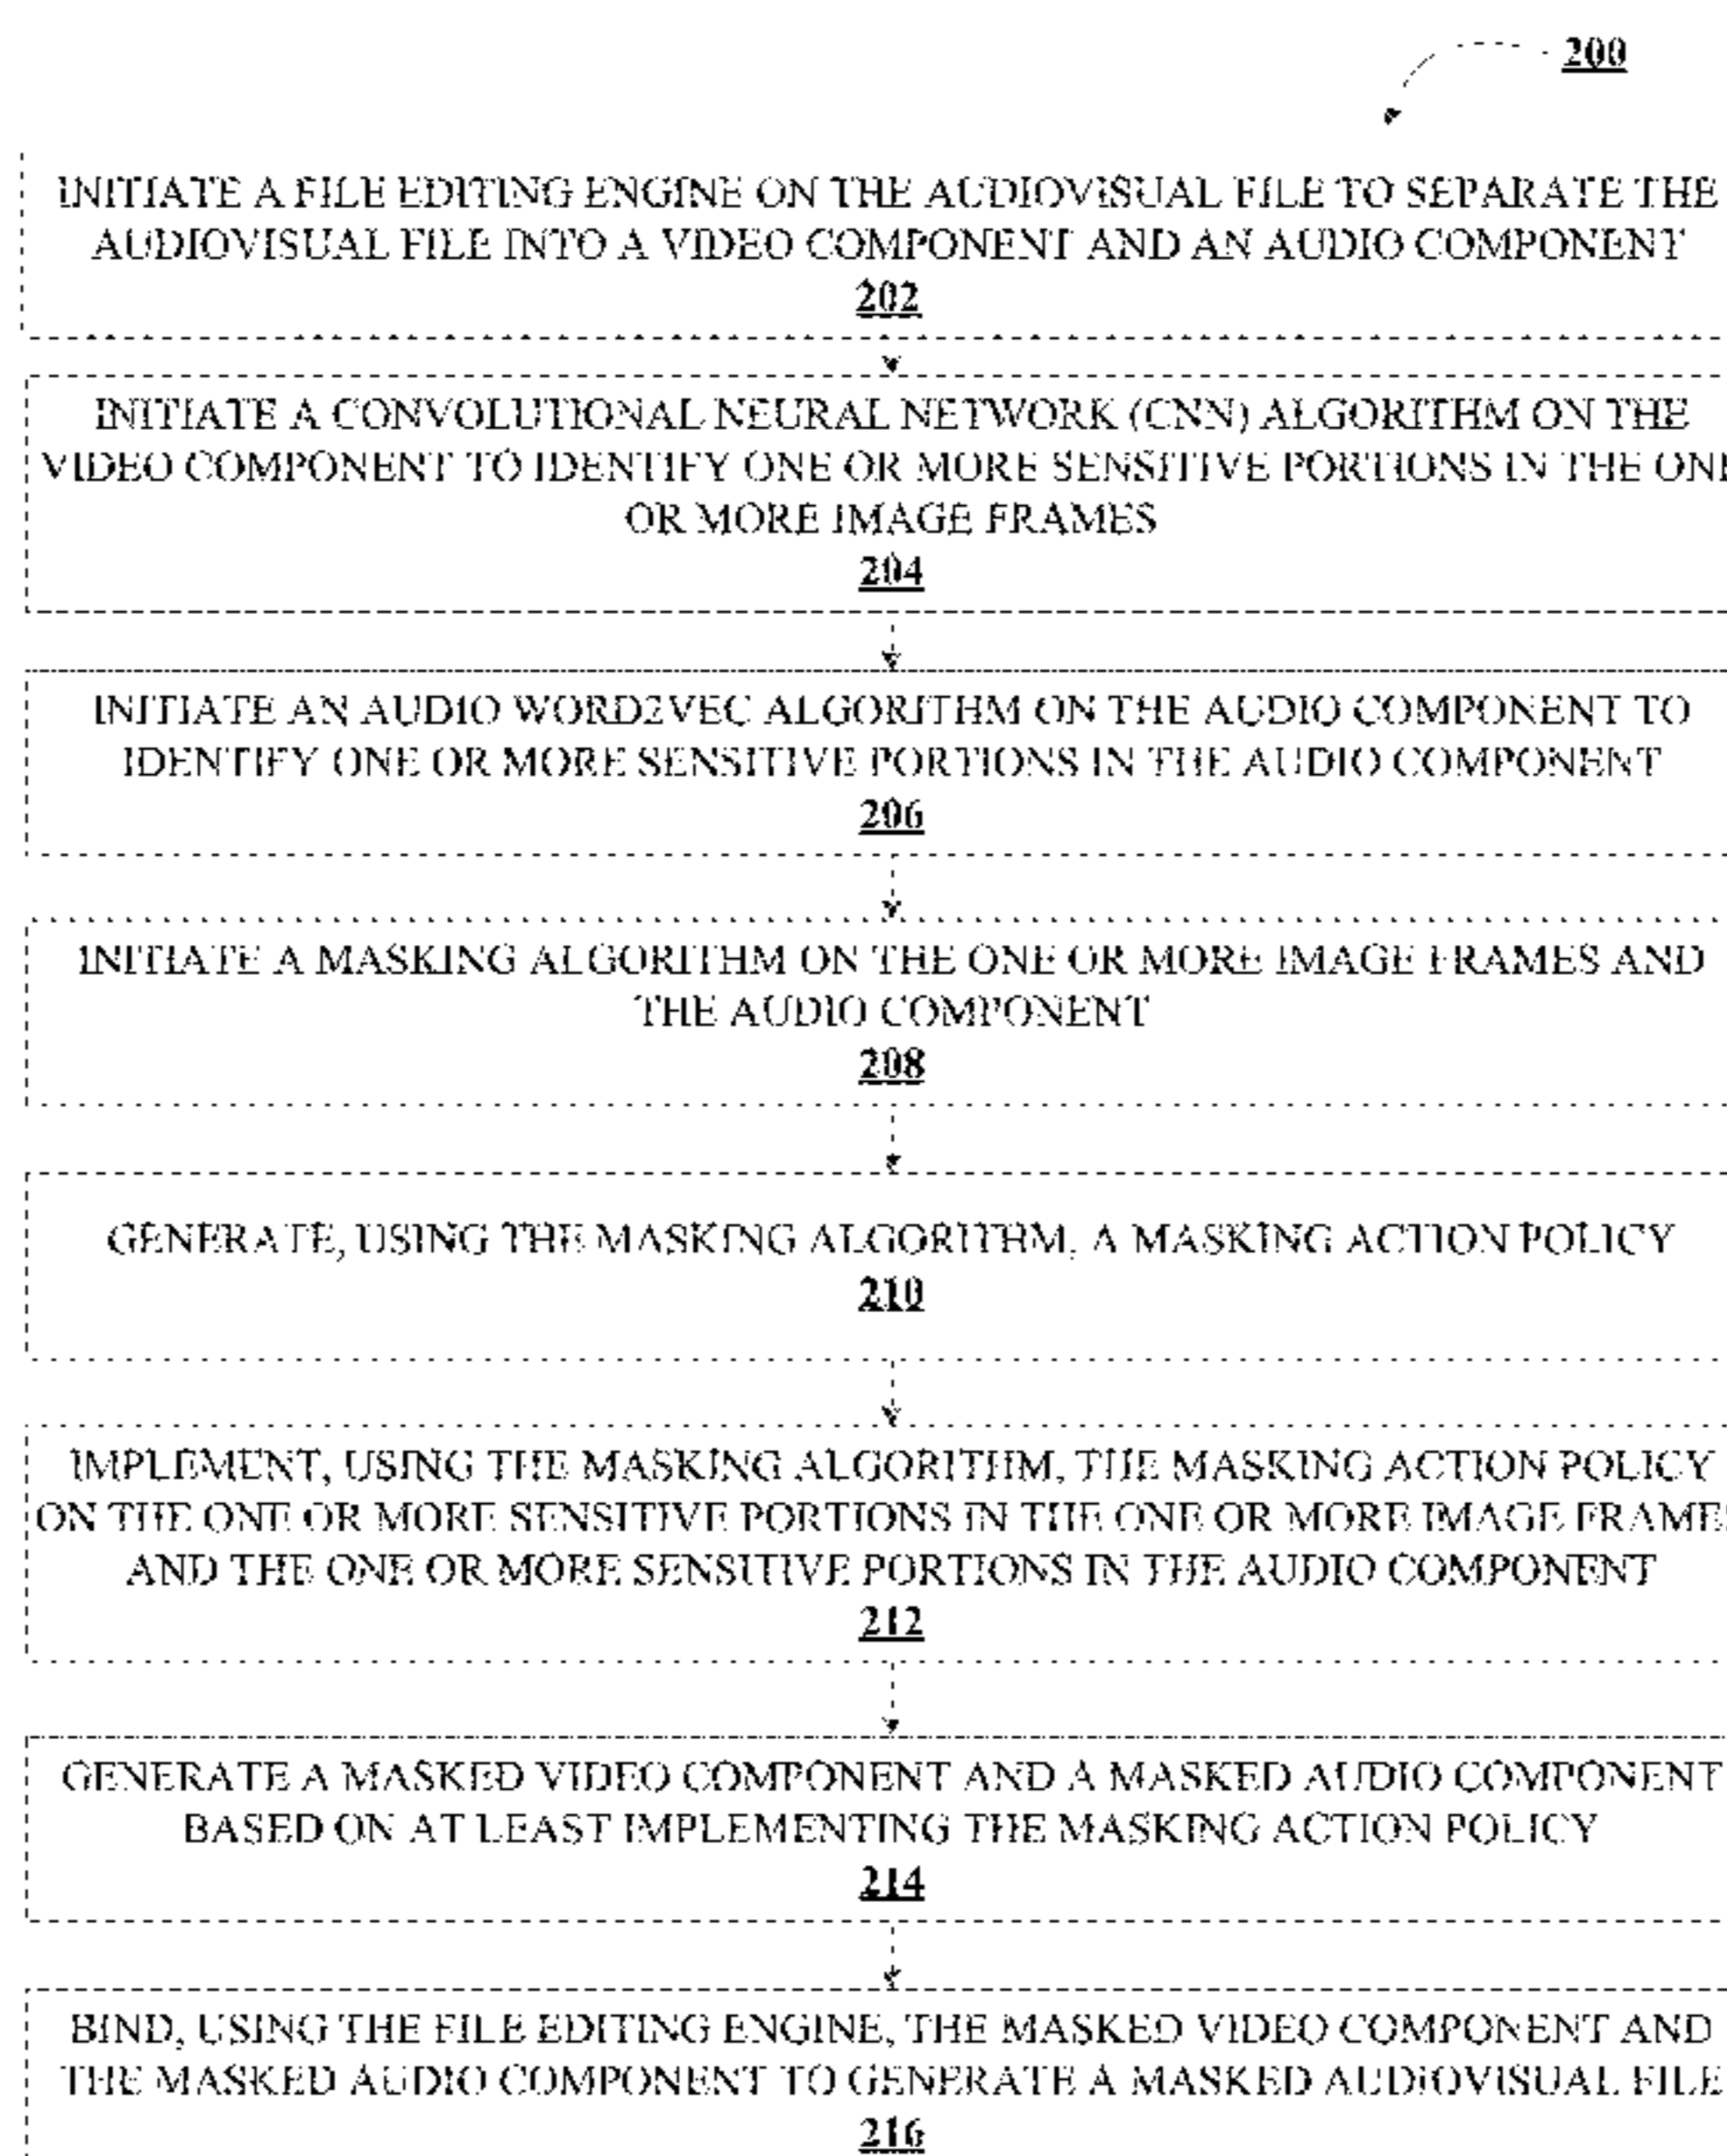 200
INITIATE A FILE EDITING ENGINE ON THE AUDIOVISUAL FILE TO SEPARATE THE
AUDIOVISUAL FILE INTO A VIDEO COMPONENT AND AN AUDIO COMPONENT
202
INITIATE A CONVOLUTIONAL NEURAL NETWORK (CNN) ALGORITHM ON THE
VIDEO COMPONENT TO IDENTIFY ONE OR MORE SENSITIVE PORTIONS IN THE ONE
OR MORE IMAGE FRAMES
204
INITIATE AN AUDIO WORD2VEC ALGORITHM ON THE AUDIO COMPONENT TO
IDENTIFY ONE OR MORE SENSITIVE PORTIONS IN THE AUDIO COMPONENT
206
INITIATE A MASKING ALGORITHM ON THE ONE OR MORE IMAGE FRAMES AND
THE AUDIO COMPONENT
208
GENERATE, USING THE MASKING ALGORITHM, A MASKING ACTION POLICY
210
IMPLEMENT, USING THE MASKING ALGORITHM, THE MASKING ACTION POLICY
ON THE ONE OR MORE SENSITIVE PORTIONS IN THE ONE OR MORE IMAGE FRAMES
AND THE ONE OR MORE SENSITIVE PORTIONS IN THE AUDIO COMPONENT
212
GENERATE A MASKED VIDEO COMPONENT AND A MASKED AUDIO COMPONENT
BASED ON AT LEAST IMPLEMENTING THE MASKING ACTION POLICY
214
BIND, USING THE FILE EDITING ENGINE, THE MASKED VIDEO COMPONENT AND
THE MASKED AUDIO COMPONENT TO GENERATE A MASKED AUDIOVISUAL FILE
216